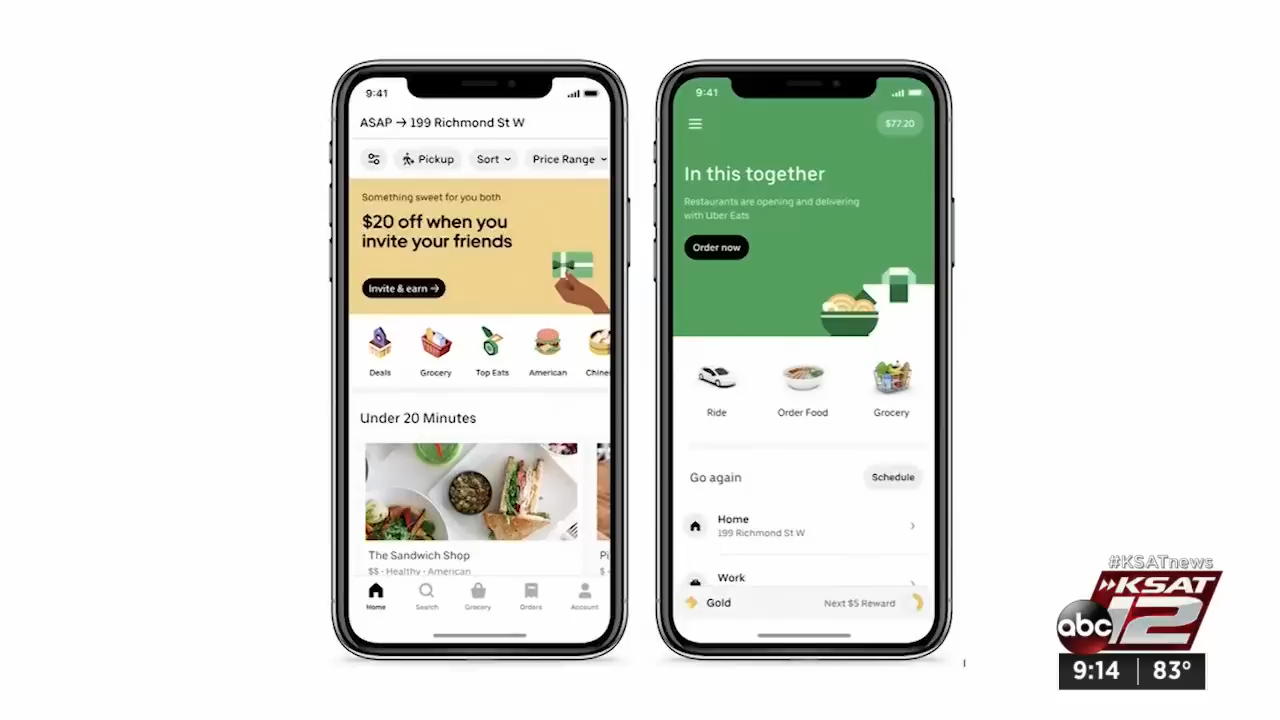 9:41
ASAP → 199 Richmond St W
Pickup
Sort
Price Range
Something sweet for you both
$20 off when you
invite your friends
Invite & earn →
Deals
Grocery
Top Eats
American
Chine
Under 20 Minutes
The Sandwich Shop
Pi
$$ · Healthy · American
$ ·
Home
Search
Grocery
Orders
Account
9:41
$77.20
In this together
Restaurants are opening and delivering
with Uber Eats
Order now
Ride
Order Food
Grocery
Go again
Schedule
Home
199 Richmond St W
Work
Gold
Next $5 Reward
#KSATnews
KSAT
abc
12
9:14
83°